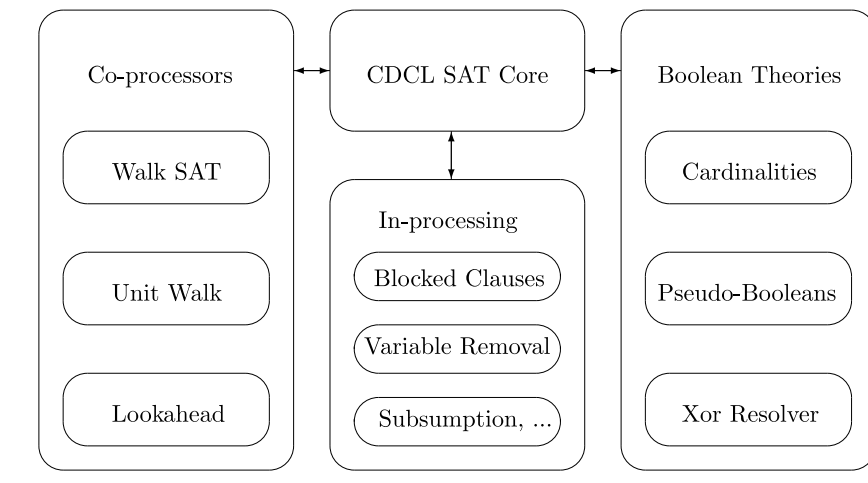 Co-processors
Walk SAT
Unit Walk
Lookahead
CDCL SAT Core
In-processing
Blocked Clauses
Variable Removal
Subsumption, ...
Boolean Theories
Cardinalities
Pseudo-Booleans
Xor Resolver